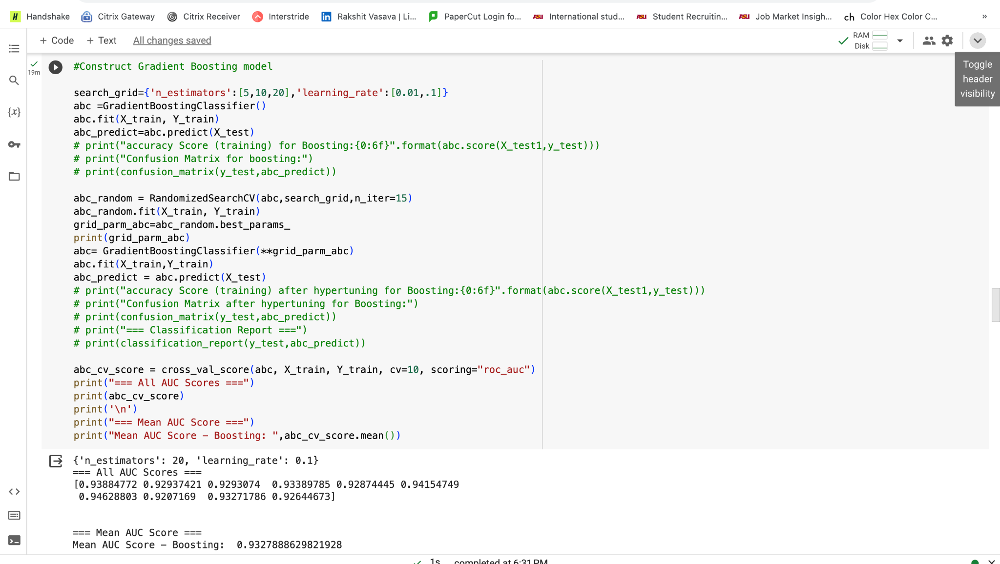 Handshake Citrix Gateway Citrix Receiver Interstride Rakshit Vasava | Li... PaperCut Login fo... ASU International stud... ASU Student Recruitin... ASU Job Market Insigh... ch Color Hex Color C... »
+ Code + Text All changes saved RAM
Disk
Toggle
header
visibility
19m
#Construct Gradient Boosting model
search_grid={'n_estimators':[5,10,20],'learning_rate':[0.01,.1]}
abc =GradientBoostingClassifier()
abc.fit(X_train, Y_train)
abc_predict=abc.predict(X_test)
# print("accuracy Score (training) for Boosting:{0:6f}".format(abc.score(X_test1,y_test)))
# print("Confusion Matrix for boosting:")
# print(confusion_matrix(y_test,abc_predict))
abc_random = RandomizedSearchCV(abc,search_grid,n_iter=15)
abc_random.fit(X_train, Y_train)
grid_parm_abc=abc_random.best_params_
print(grid_parm_abc)
abc= GradientBoostingClassifier(**grid_parm_abc)
abc.fit(X_train,Y_train)
abc_predict = abc.predict(X_test)
# print("accuracy Score (training) after hypertuning for Boosting:{0:6f}".format(abc.score(X_test1,y_test)))
# print("Confusion Matrix after hypertuning for Boosting:")
# print(confusion_matrix(y_test,abc_predict))
# print("=== Classification Report ===")
# print(classification_report(y_test,abc_predict))
abc_cv_score = cross_val_score(abc, X_train, Y_train, cv=10, scoring="roc_auc")
print("=== All AUC Scores ===")
print(abc_cv_score)
print('\n')
print("=== Mean AUC Score ===")
print("Mean AUC Score - Boosting: ",abc_cv_score.mean())
{'n_estimators': 20, 'learning_rate': 0.1}
=== All AUC Scores ===
[0.93884772 0.92937421 0.9293074  0.93389785 0.92874445 0.94154749
 0.94628803 0.9207169  0.93271786 0.92644673]
=== Mean AUC Score ===
Mean AUC Score - Boosting:  0.9327888629821928
1s completed at 6:31 PM